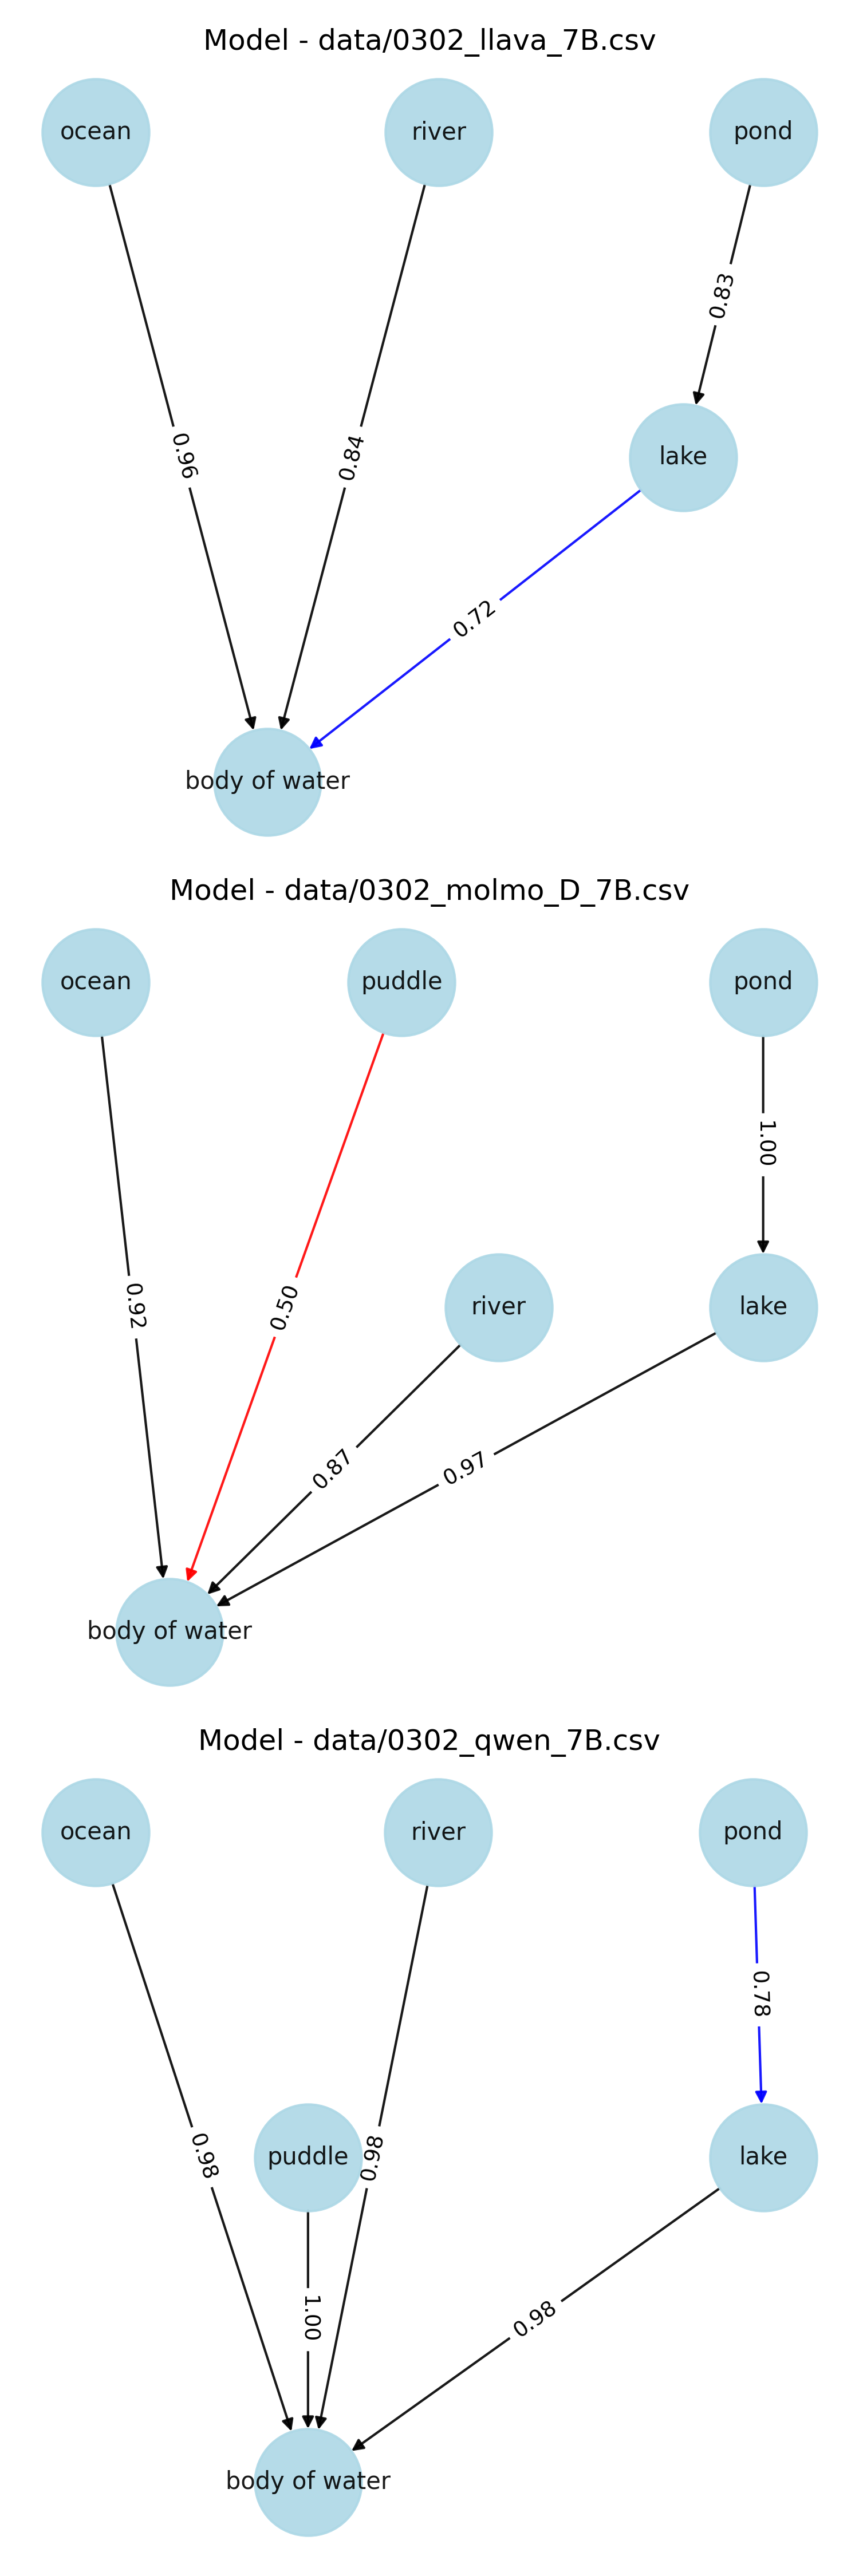 Model - data/0302_llava_7B.csv
ocean
river
pond
0.83
0.96
0.84
lake
0.72
body of water
Model - data/0302_molmo_D_7B.csv
ocean
puddle
pond
1.00
0.92
0.50
river
lake
0.87
0.97
body of water
Model - data/0302_qwen_7B.csv
ocean
river
pond
0.78
0.98
puddle
0.98
lake
1.00
0.98
body of water